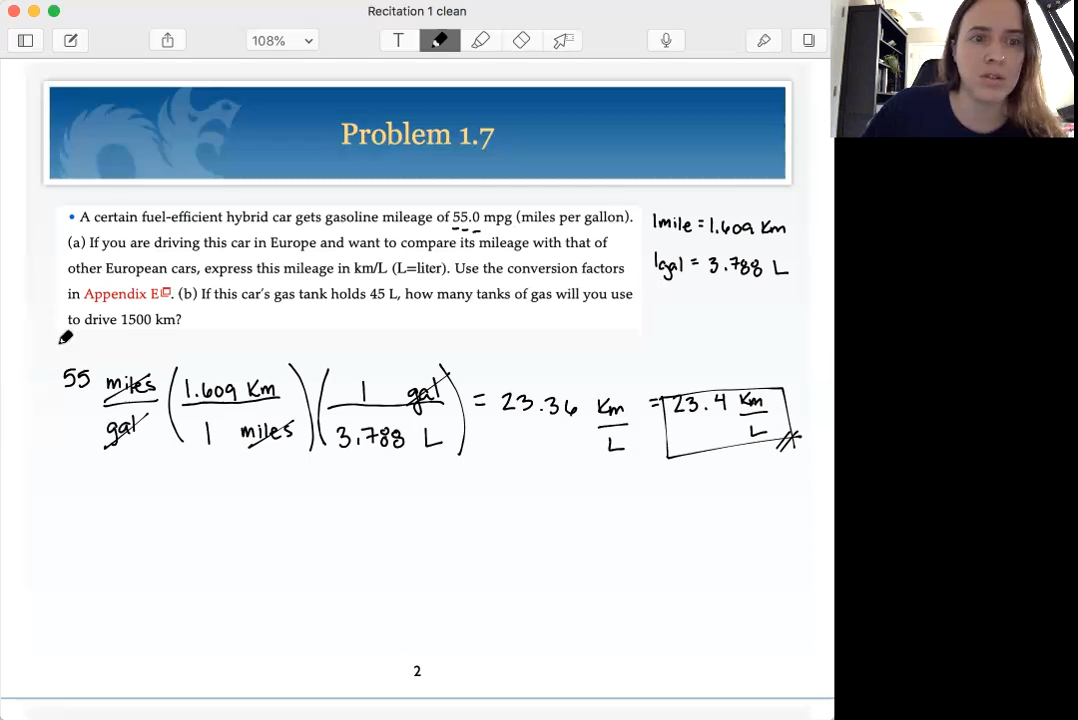 Recitation 1 clean
108%
T
Problem 1.7
• A certain fuel-efficient hybrid car gets gasoline mileage of 55.0 mpg (miles per gallon).
(a) If you are driving this car in Europe and want to compare its mileage with that of
other European cars, express this mileage in km/L (L=liter). Use the conversion factors
in Appendix E. (b) If this car's gas tank holds 45 L, how many tanks of gas will you use
to drive 1500 km?
1mile = 1.609 Km
1gal = 3.788 L
55 miles/gal (1.609 Km / 1 miles) (1 gal / 3.788 L) = 23.36 Km/L = 23.4 Km/L
2